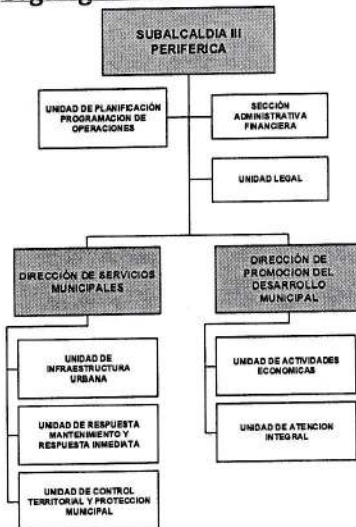 SUBALCALDIA III
PERIFERICA
UNIDAD DE PLANIFICACIÓN
PROGRAMACION DE
OPERACIONES
SECCIÓN
ADMINISTRATIVA
FINANCIERA
UNIDAD LEGAL
DIRECCIÓN DE SERVICIOS
MUNICIPALES
DIRECCIÓN DE
PROMOCION DEL
DESARROLLO
MUNICIPAL
UNIDAD DE
INFRAESTRUCTURA
URBANA
UNIDAD DE ACTIVIDADES
ECONOMICAS
UNIDAD DE RESPUESTA
MANTENIMIENTO Y
RESPUESTA INMEDIATA
UNIDAD DE ATENCION
INTEGRAL
UNIDAD DE CONTROL
TERRITORIAL Y PROTECCION
MUNICIPAL